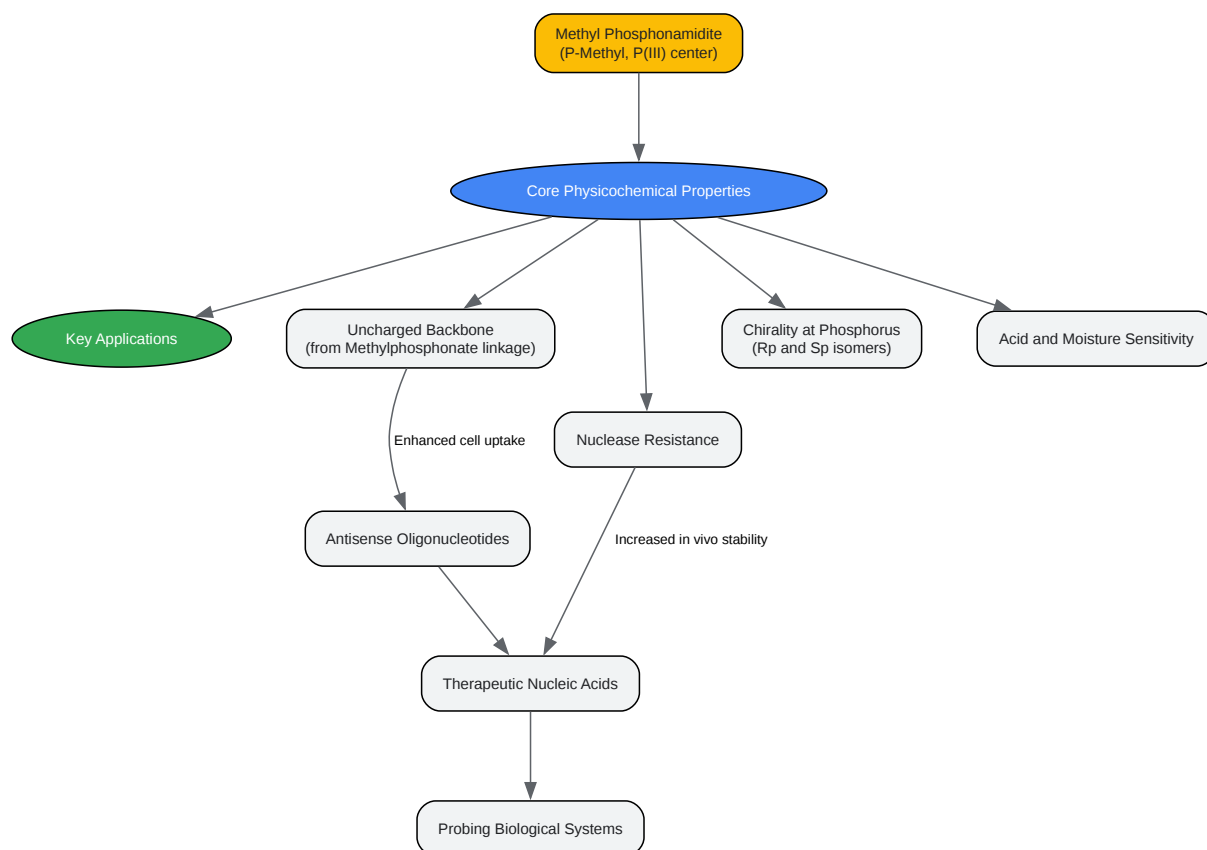 Methyl Phosphonamidite
(P-Methyl, P(III) center)
Core Physicochemical Properties
Key Applications
Uncharged Backbone
(from Methylphosphonate linkage)
Chirality at Phosphorus
(Rp and Sp isomers)
Acid and Moisture Sensitivity
Enhanced cell uptake
Nuclease Resistance
Antisense Oligonucleotides
Increased in vivo stability
Therapeutic Nucleic Acids
Probing Biological Systems